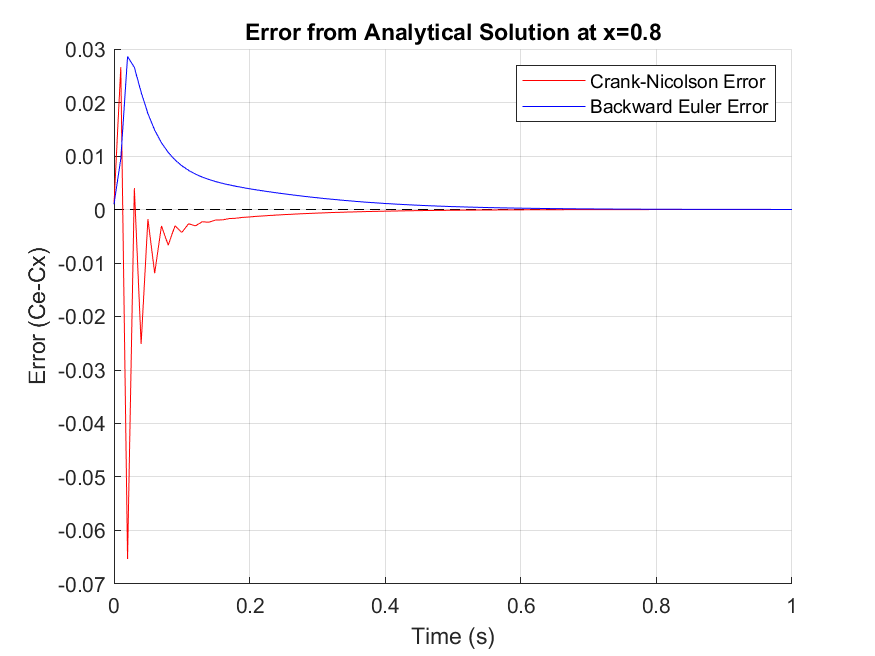 Error from Analytical Solution at x=0.8
Crank-Nicolson Error
Backward Euler Error
0.03
0.02
0.01
0
-0.01
-0.02
-0.03
-0.04
-0.05
-0.06
-0.07
Error (Ce-Cx)
0 0.2 0.4 0.6 0.8 1
Time (s)